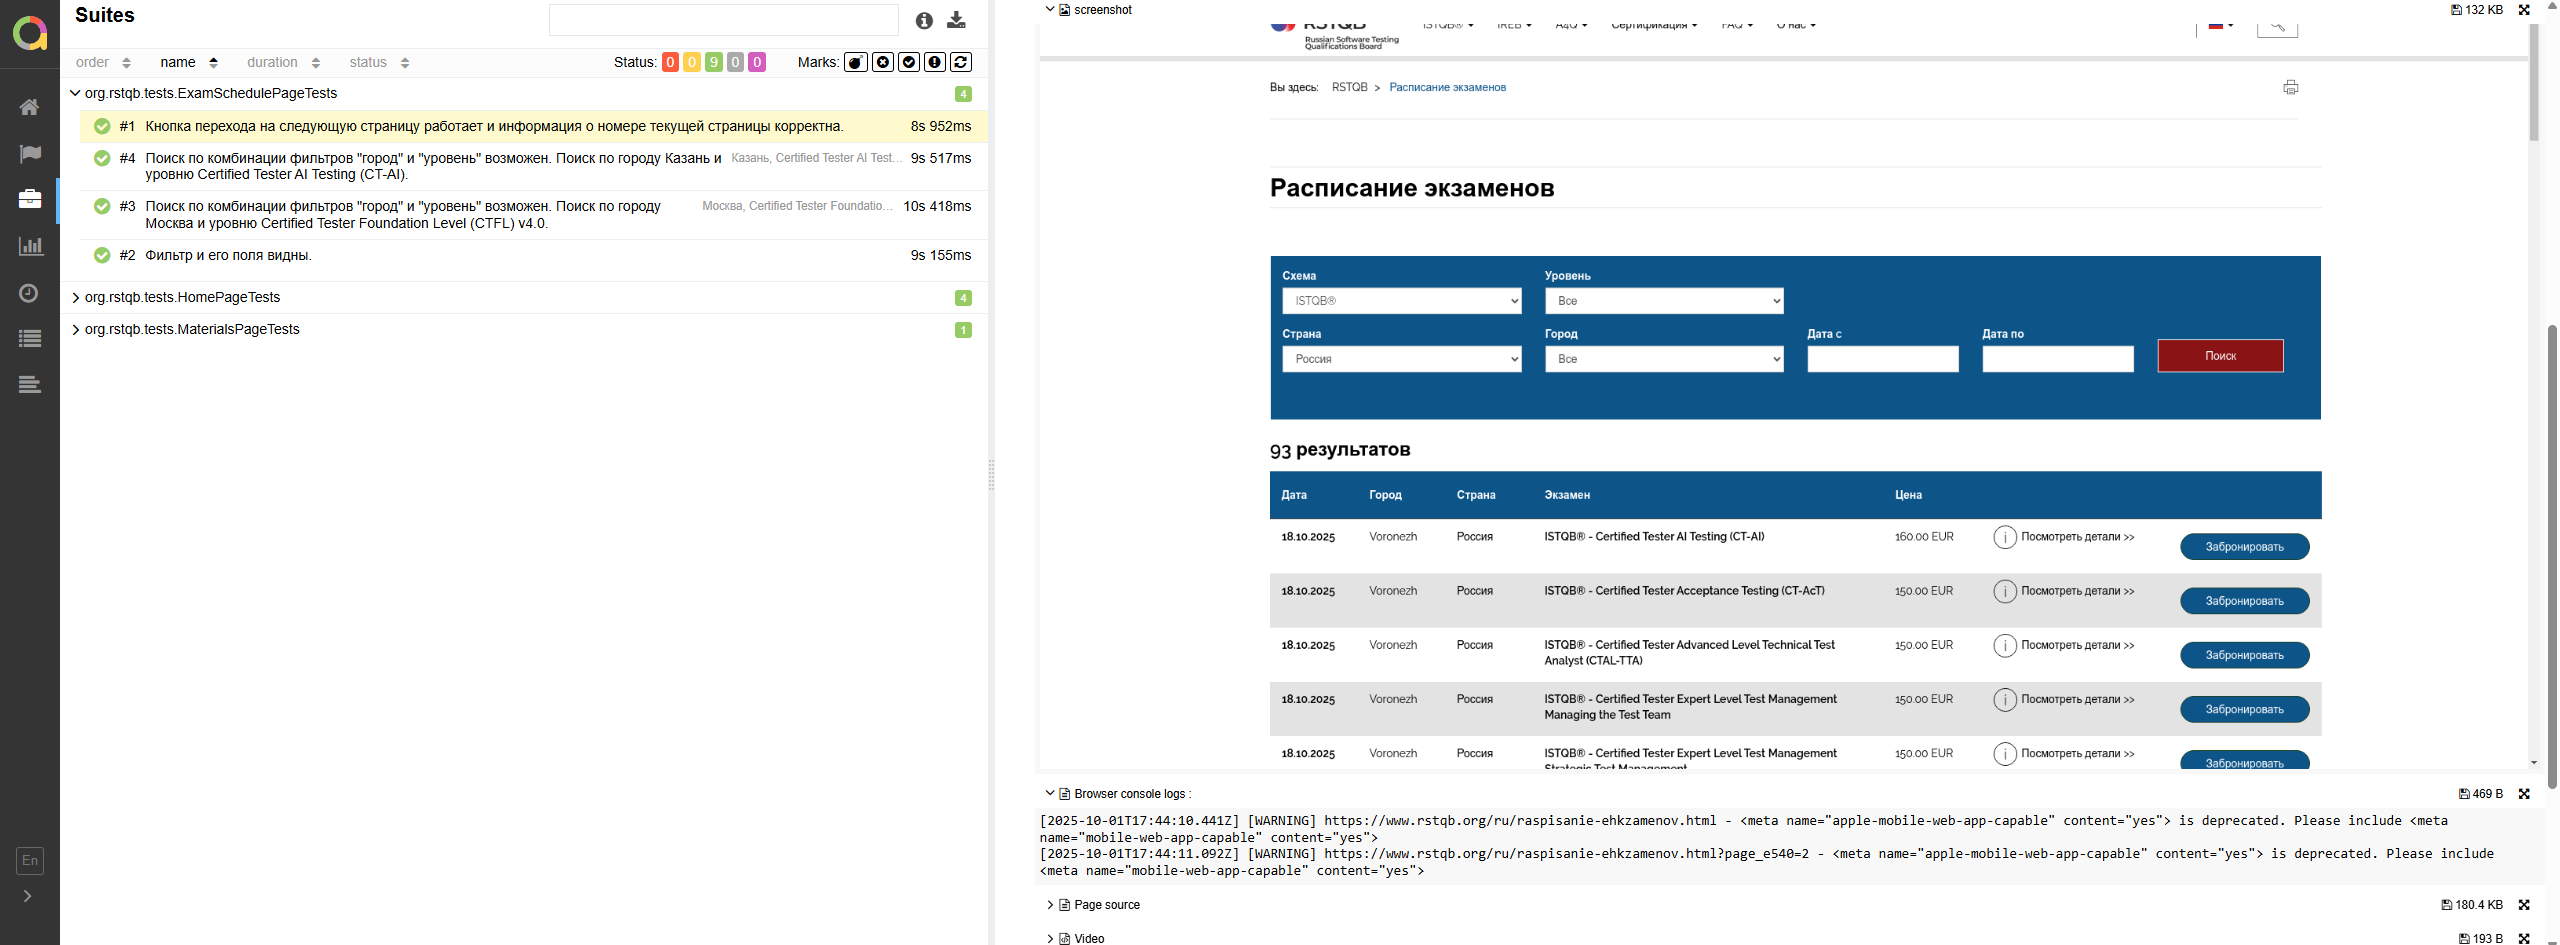 Suites
order name duration status Status: 0 0 9 0 0 Marks:
org.rstqb.tests.ExamSchedulePageTests 4
#1 Кнопка перехода на следующую страницу работает и информация о номере текущей страницы корректна. 8s 952ms
#4 Поиск по комбинации фильтров "город" и "уровень" возможен. Поиск по городу Казань и Казань, Certified Tester AI Test... 9s 517ms
уровню Certified Tester AI Testing (CT-AI).
#3 Поиск по комбинации фильтров "город" и "уровень" возможен. Поиск по городу Москва, Certified Tester Foundatio... 10s 418ms
Москва и уровню Certified Tester Foundation Level (CTFL) v4.0.
#2 Фильтр и его поля видны. 9s 155ms
org.rstqb.tests.HomePageTests 4
org.rstqb.tests.MaterialsPageTests 1
En
screenshot 132 KB
RSTQB ISTQB® IREB A4Q Сертификация FAQ О нас
Russian Software Testing
Qualifications Board
Вы здесь: RSTQB > Расписание экзаменов
Расписание экзаменов
Схема Уровень
ISTQB® Все
Страна Город Дата с Дата по
Россия Все Поиск
93 результатов
Дата Город Страна Экзамен Цена
18.10.2025 Voronezh Россия ISTQB® - Certified Tester AI Testing (CT-AI) 160.00 EUR i Посмотреть детали >> Забронировать
18.10.2025 Voronezh Россия ISTQB® - Certified Tester Acceptance Testing (CT-AcT) 150.00 EUR i Посмотреть детали >> Забронировать
18.10.2025 Voronezh Россия ISTQB® - Certified Tester Advanced Level Technical Test 150.00 EUR i Посмотреть детали >> Забронировать
Analyst (CTAL-TTA)
18.10.2025 Voronezh Россия ISTQB® - Certified Tester Expert Level Test Management 150.00 EUR i Посмотреть детали >> Забронировать
Managing the Test Team
18.10.2025 Voronezh Россия ISTQB® - Certified Tester Expert Level Test Management 150.00 EUR i Посмотреть детали >> Забронировать
Strategic Test Management
Browser console logs : 469 B
[2025-10-01T17:44:10.441Z] [WARNING] https://www.rstqb.org/ru/raspisanie-ehkzamenov.html - <meta name="apple-mobile-web-app-capable" content="yes"> is deprecated. Please include <meta
name="mobile-web-app-capable" content="yes">
[2025-10-01T17:44:11.092Z] [WARNING] https://www.rstqb.org/ru/raspisanie-ehkzamenov.html?page_e540=2 - <meta name="apple-mobile-web-app-capable" content="yes"> is deprecated. Please include
<meta name="mobile-web-app-capable" content="yes">
Page source 180.4 KB
Video 193 B